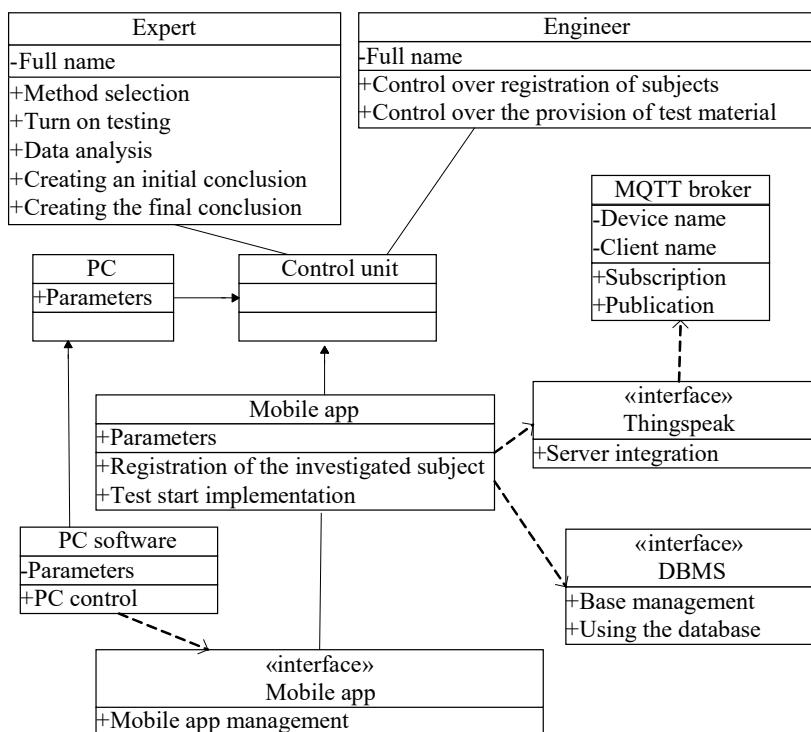 Expert
-Full name
+Method selection
+Turn on testing
+Data analysis
+Creating an initial conclusion
+Creating the final conclusion
Engineer
-Full name
+Control over registration of subjects
+Control over the provision of test material
MQTT broker
-Device name
-Client name
+Subscription
+Publication
PC
+Parameters
Control unit
Mobile app
+Parameters
+Registration of the investigated subject
+Test start implementation
«interface»
Thingspeak
+Server integration
PC software
-Parameters
+PC control
«interface»
DBMS
+Base management
+Using the database
«interface»
Mobile app
+Mobile app management